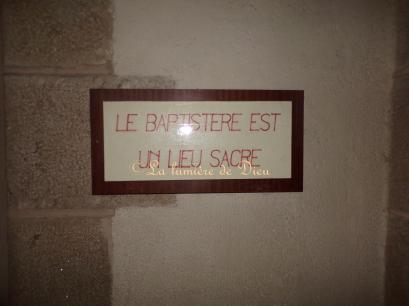 LE BAPTISTERE EST
UN LIEU SACRE
©La lumière de Dieu